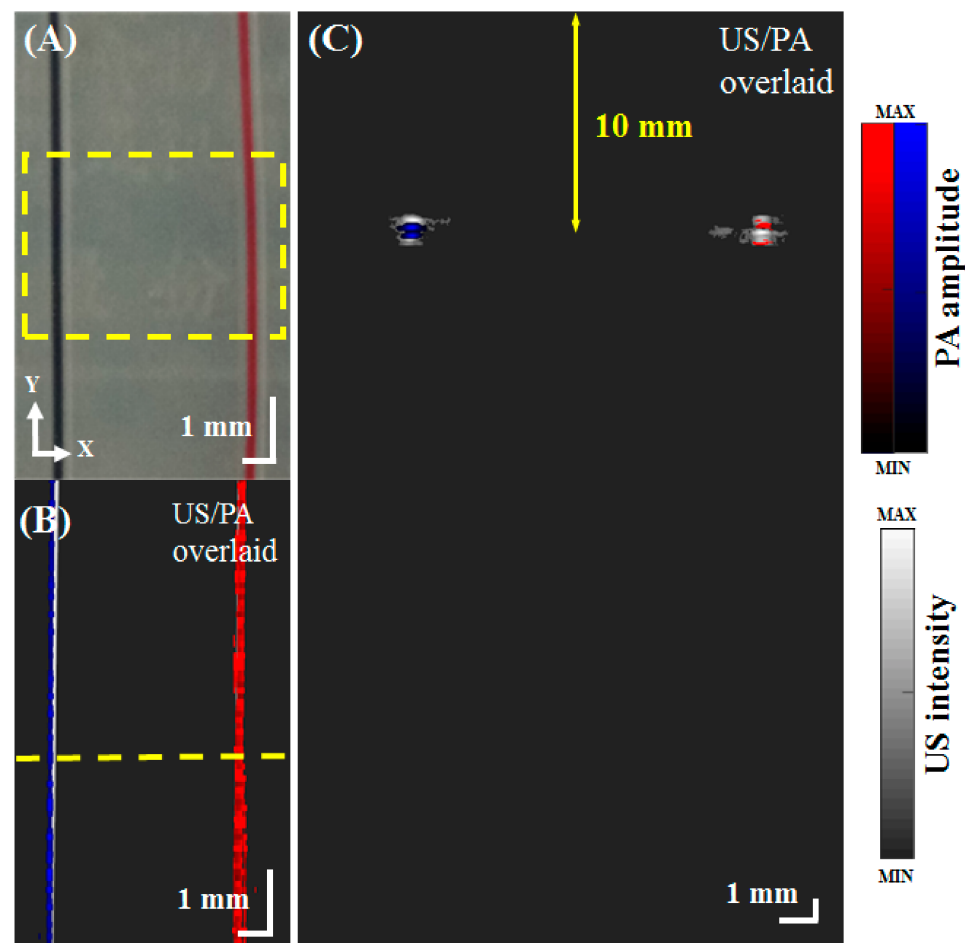 (A)
Y
X
1 mm
(B)
US/PA
overlaid
1 mm
(C)
US/PA
overlaid
10 mm
1 mm
MAX
PA amplitude
MIN
MAX
US intensity
MIN